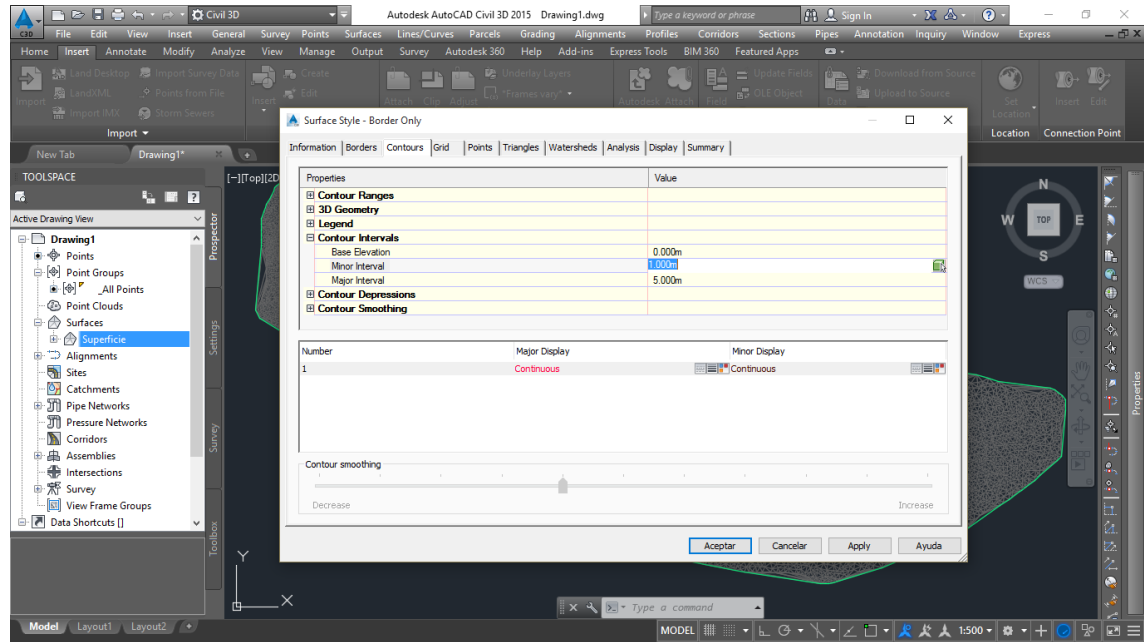 Civil 3D
Autodesk AutoCAD Civil 3D 2015 Drawing1.dwg
Type a keyword or phrase
Sign In
C3D
File Edit View Insert General Survey Points Surfaces Lines/Curves Parcels Grading Alignments Profiles Corridors Sections Pipes Annotation Inquiry Window Express
Home Insert Annotate Modify Analyze View Manage Output Survey Autodesk 360 Help Add-ins Express Tools BIM 360 Featured Apps
Land Desktop Import Survey Data Create Underlay Layers Update Fields Download from Source
Import LandXML Points from File Insert Edit Attach Clip Adjust *Frames vary* Autodesk Attach Field OLE Object Data Upload to Source Set Location Insert Edit
Import IMX Storm Sewers
Import Location Connection Point
New Tab Drawing1*
TOOLSPACE
Active Drawing View
Drawing1
Points
Point Groups
_All Points
Point Clouds
Surfaces
Superficie
Alignments
Sites
Catchments
Pipe Networks
Pressure Networks
Corridors
Assemblies
Intersections
Survey
View Frame Groups
Data Shortcuts []
Prospector
Settings
Survey
Toolbox
[−][Top][2D
Surface Style - Border Only
Information Borders Contours Grid Points Triangles Watersheds Analysis Display Summary
Properties Value
Contour Ranges
3D Geometry
Legend
Contour Intervals
Base Elevation 0.000m
Minor Interval 1.000m
Major Interval 5.000m
Contour Depressions
Contour Smoothing
Number Major Display Minor Display
1 Continuous Continuous
Contour smoothing
Decrease Increase
Aceptar Cancelar Apply Ayuda
N
W TOP E
S
WCS
Properties
Y
X
Type a command
Model Layout1 Layout2
MODEL 1:500